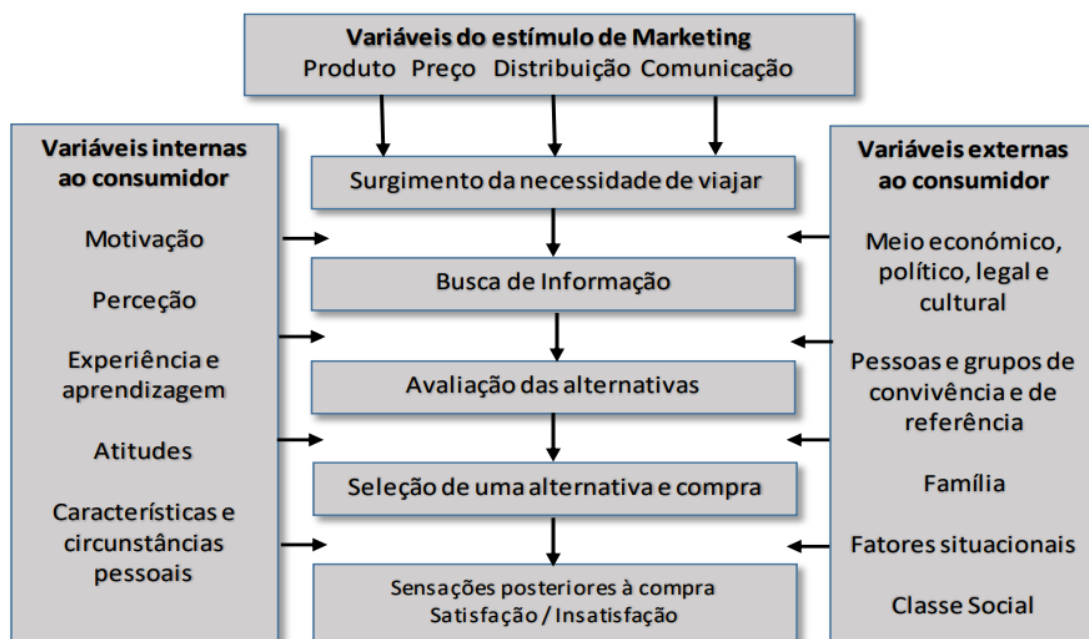 Variáveis do estímulo de Marketing
Produto Preço Distribuição Comunicação
Variáveis internas
ao consumidor
Motivação
Perceção
Experiência e
aprendizagem
Atitudes
Características e
circunstâncias
pessoais
Surgimento da necessidade de viajar
Busca de Informação
Avaliação das alternativas
Seleção de uma alternativa e compra
Sensações posteriores à compra
Satisfação / Insatisfação
Variáveis externas
ao consumidor
Meio económico,
político, legal e
cultural
Pessoas e grupos de
convivência e de
referência
Família
Fatores situacionais
Classe Social